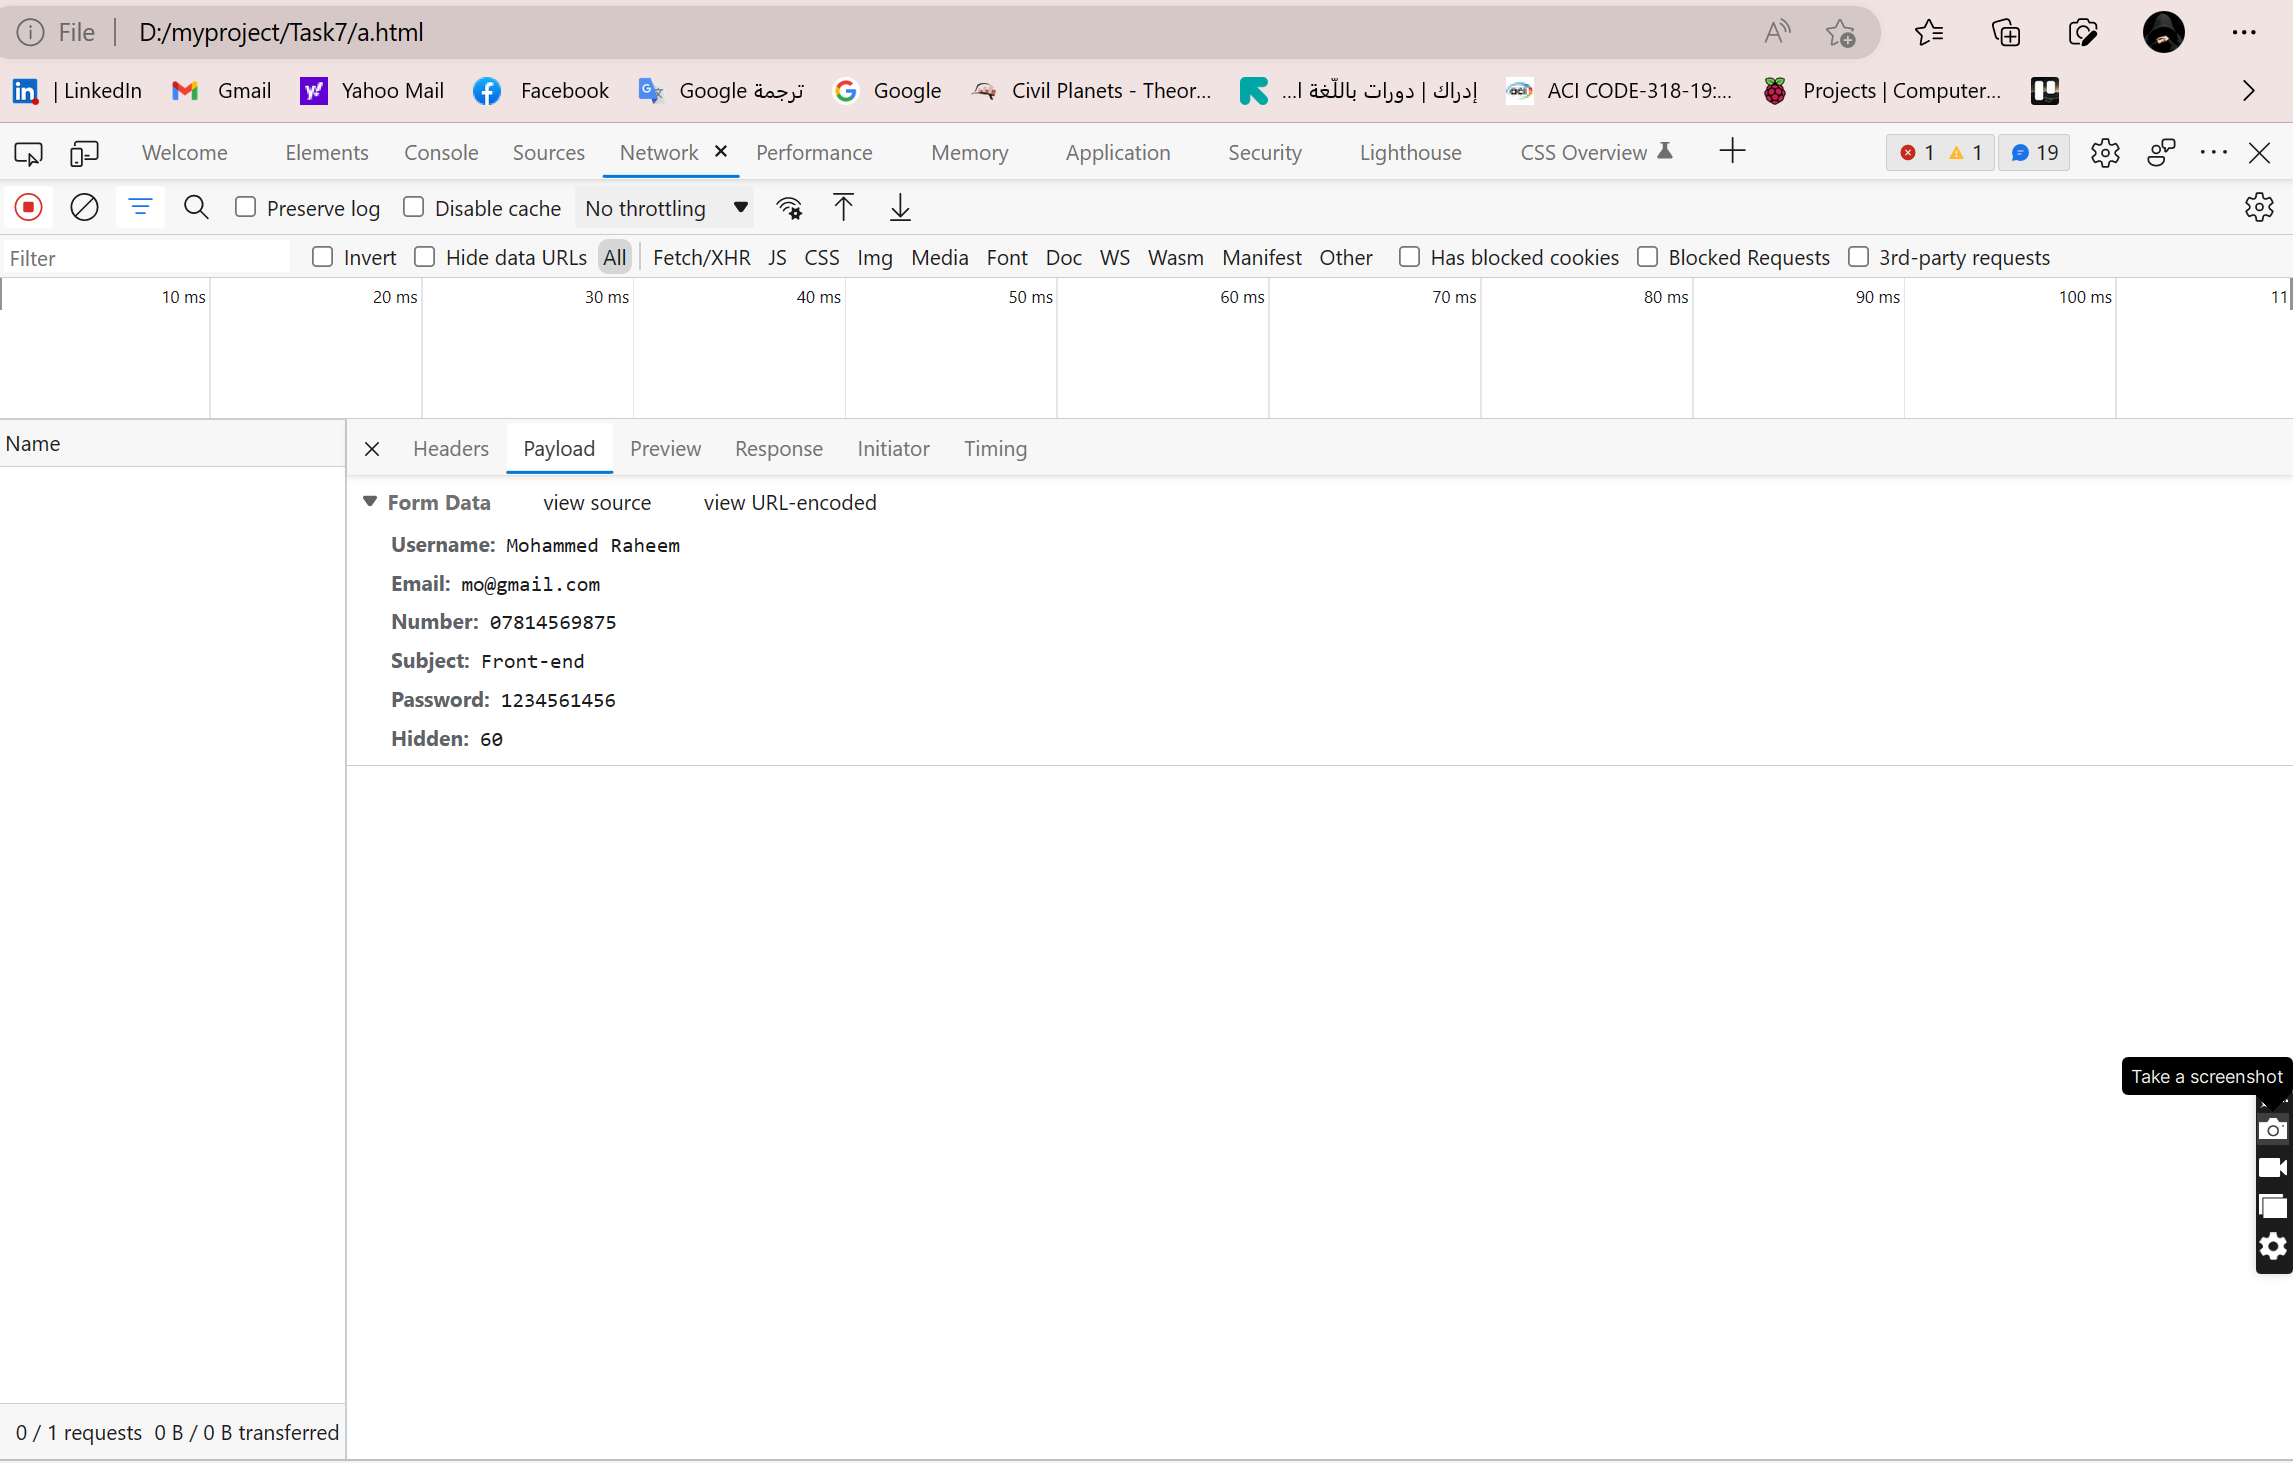 File D:/myproject/Task7/a.html
| LinkedIn Gmail Yahoo Mail Facebook Google ترجمة Google Civil Planets - Theor... إدراك | دورات باللّغة ا... ACI CODE-318-19:... Projects | Computer...
Welcome Elements Console Sources Network Performance Memory Application Security Lighthouse CSS Overview 1 1 19
Preserve log Disable cache No throttling
Filter Invert Hide data URLs All Fetch/XHR JS CSS Img Media Font Doc WS Wasm Manifest Other Has blocked cookies Blocked Requests 3rd-party requests
10 ms 20 ms 30 ms 40 ms 50 ms 60 ms 70 ms 80 ms 90 ms 100 ms 11
Name
Headers Payload Preview Response Initiator Timing
Form Data view source view URL-encoded
Username: Mohammed Raheem
Email: mo@gmail.com
Number: 07814569875
Subject: Front-end
Password: 1234561456
Hidden: 60
Take a screenshot
0 / 1 requests 0 B / 0 B transferred